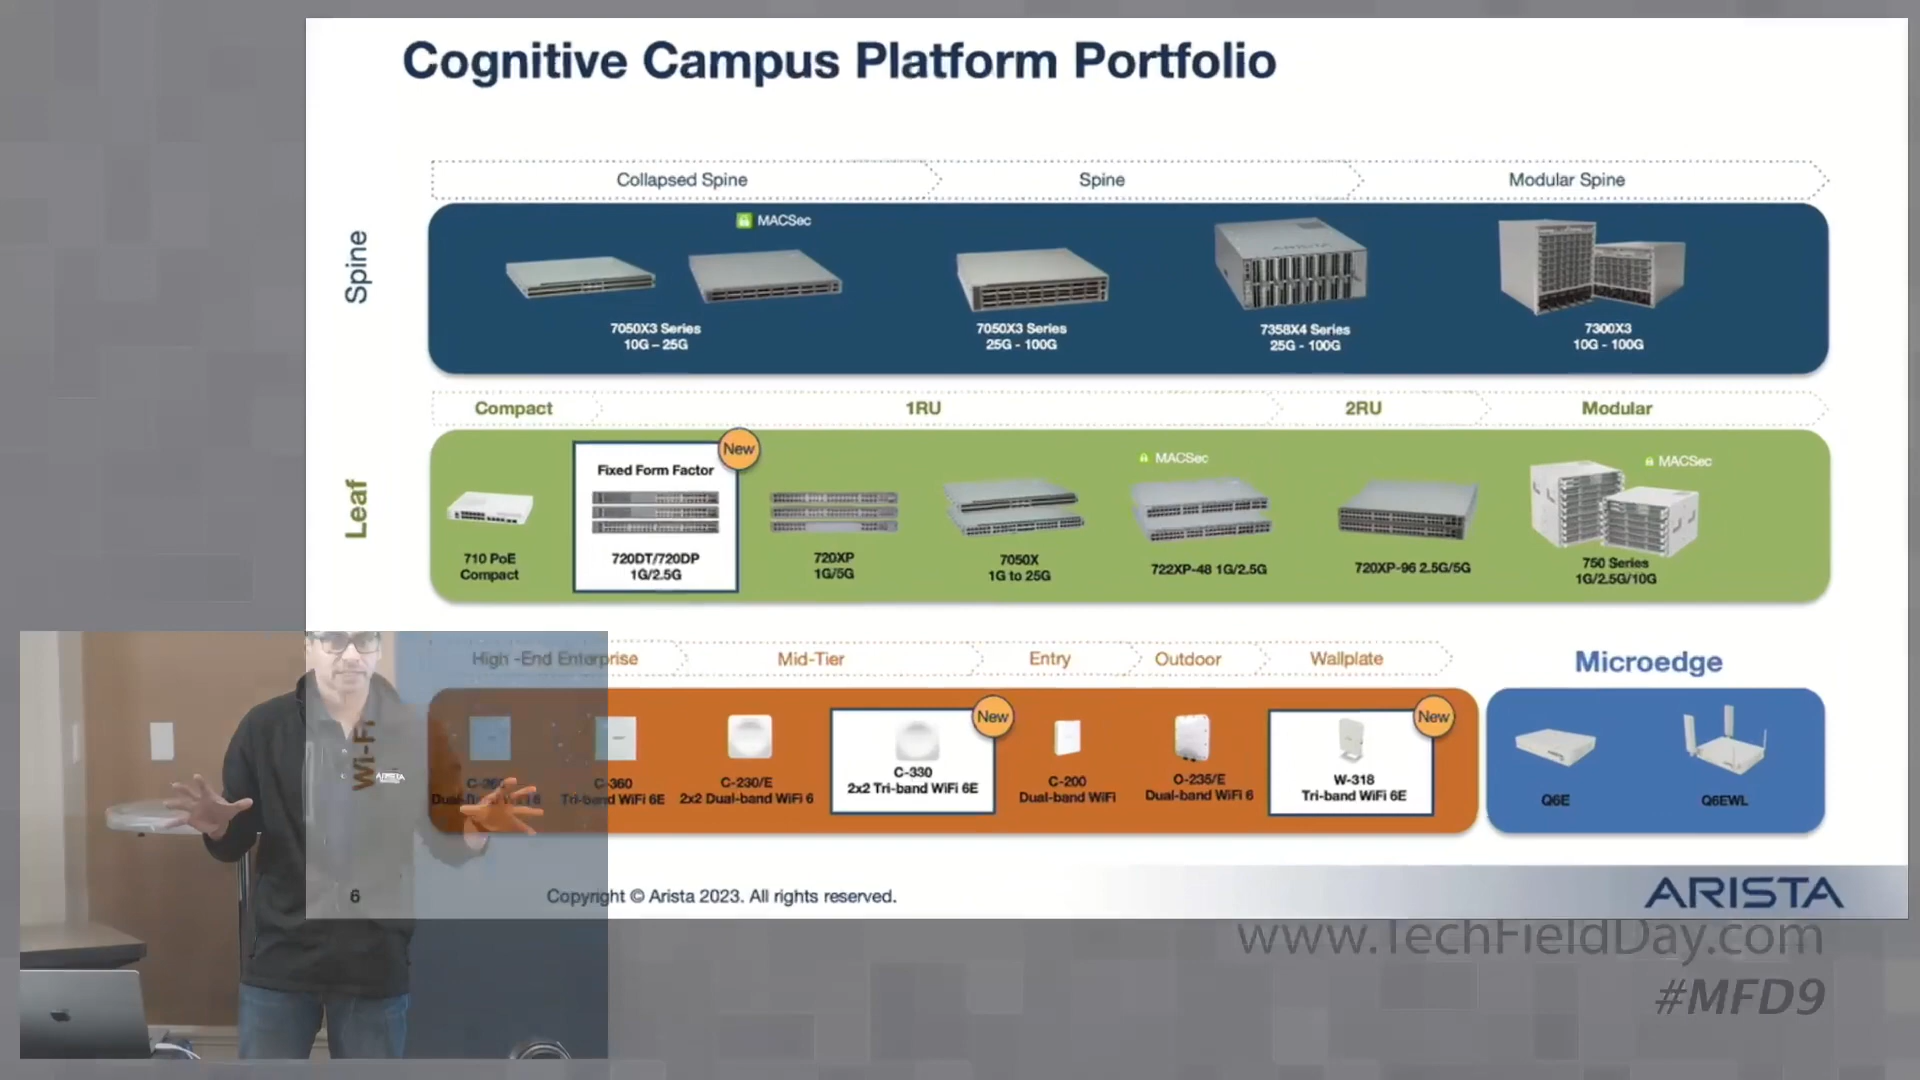 Cognitive Campus Platform Portfolio
Collapsed Spine
Spine
Modular Spine
Spine
MACSec
7050X3 Series
10G – 25G
7050X3 Series
25G - 100G
ARISTA
7358X4 Series
25G - 100G
7300X3
10G - 100G
Compact
1RU
2RU
Modular
Leaf
710 PoE
Compact
New
Fixed Form Factor
720DT/720DP
1G/2.5G
720XP
1G/5G
7050X
1G to 25G
MACSec
722XP-48 1G/2.5G
720XP-96 2.5G/5G
MACSec
750 Series
1G/2.5G/10G
High -End Enterprise
Mid-Tier
Entry
Outdoor
Wallplate
Microedge
Wi-Fi
C-360
Tri-band WiFi 6E
C-230/E
2x2 Dual-band WiFi 6
New
C-330
2x2 Tri-band WiFi 6E
C-200
Dual-band WiFi
O-235/E
Dual-band WiFi 6
New
W-318
Tri-band WiFi 6E
Q6E
Q6EWL
ARISTA
6
Copyright © Arista 2023. All rights reserved.
ARISTA
www.TechFieldDay.com
#MFD9